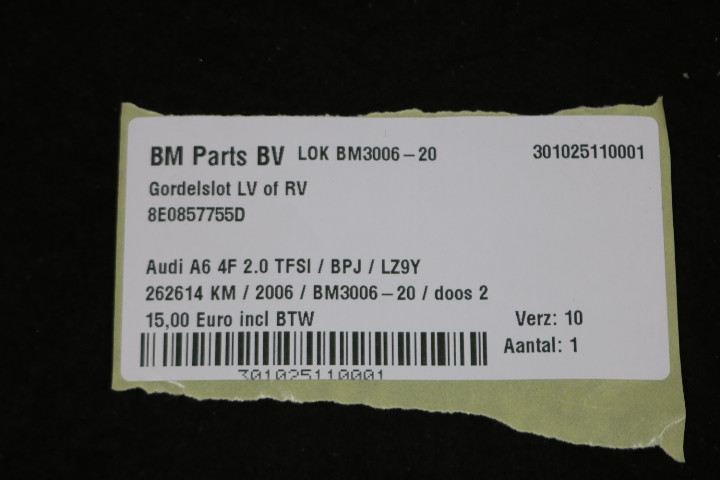 BM Parts BV LOK BM3006-20 301025110001
Gordelslot LV of RV
8E0857755D
Audi A6 4F 2.0 TFSI / BPJ / LZ9Y
262614 KM / 2006 / BM3006-20 / doos 2
15,00 Euro incl BTW Verz: 10
Aantal: 1
301025110001